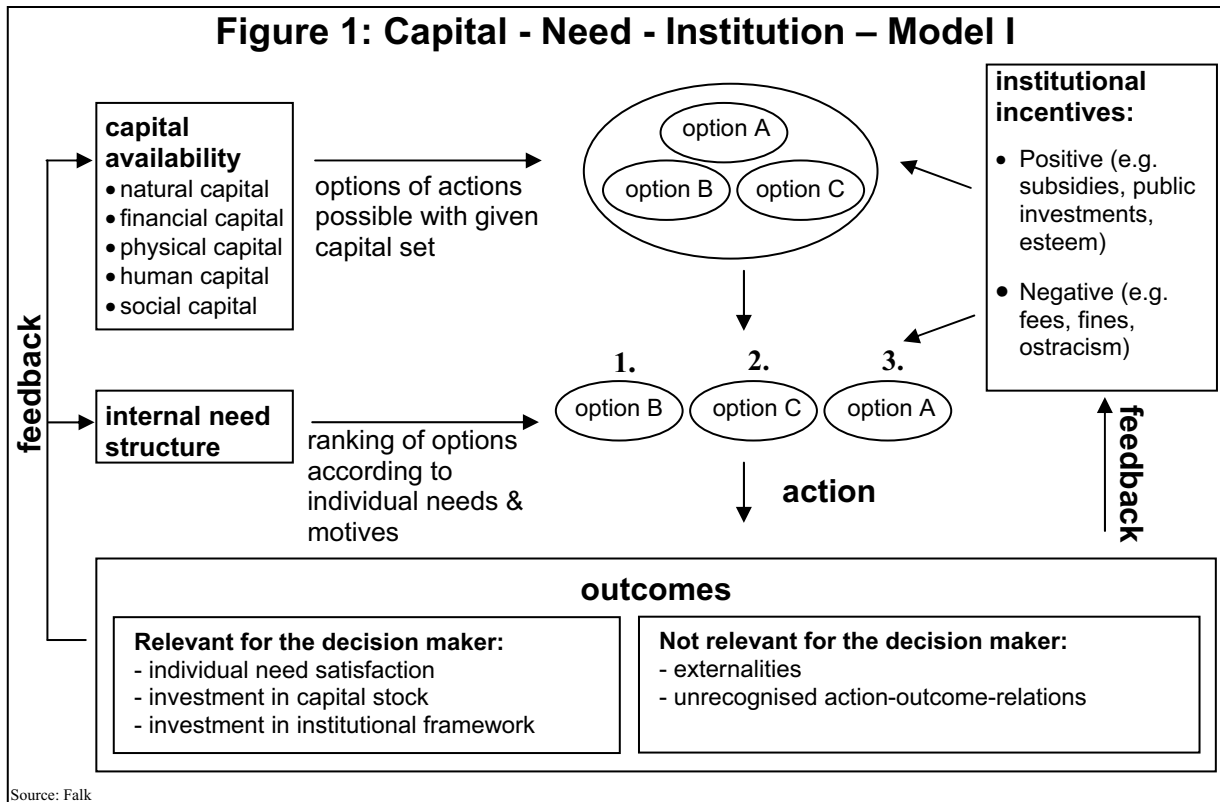 Figure 1: Capital - Need - Institution – Model I
capital
availability
• natural capital
• financial capital
• physical capital
• human capital
• social capital
options of actions
possible with given
capital set
option A
option B
option C
institutional
incentives:
• Positive (e.g.
subsidies, public
investments,
esteem)
• Negative (e.g.
fees, fines,
ostracism)
feedback
internal need
structure
ranking of options
according to
individual needs &
motives
1.
2.
3.
option B
option C
option A
action
feedback
outcomes
Relevant for the decision maker:
- individual need satisfaction
- investment in capital stock
- investment in institutional framework
Not relevant for the decision maker:
- externalities
- unrecognised action-outcome-relations
Source: Falk